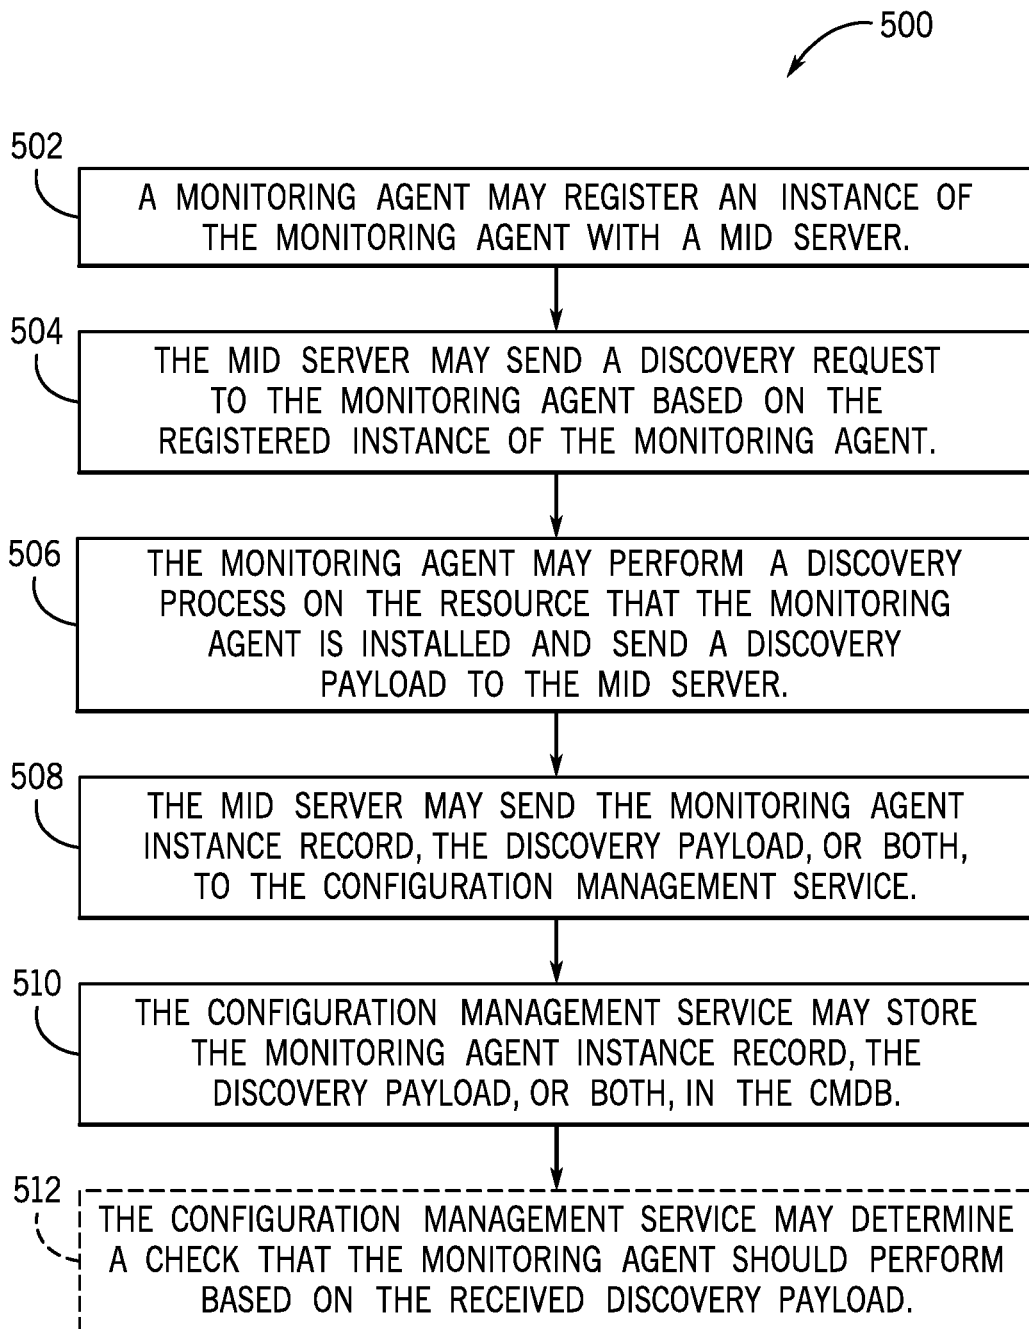 500
502
A MONITORING AGENT MAY REGISTER AN INSTANCE OF
THE MONITORING AGENT WITH A MID SERVER.
504
THE MID SERVER MAY SEND A DISCOVERY REQUEST
TO THE MONITORING AGENT BASED ON THE
REGISTERED INSTANCE OF THE MONITORING AGENT.
506
THE MONITORING AGENT MAY PERFORM A DISCOVERY
PROCESS ON THE RESOURCE THAT THE MONITORING
AGENT IS INSTALLED AND SEND A DISCOVERY
PAYLOAD TO THE MID SERVER.
508
THE MID SERVER MAY SEND THE MONITORING AGENT
INSTANCE RECORD, THE DISCOVERY PAYLOAD, OR BOTH,
TO THE CONFIGURATION MANAGEMENT SERVICE.
510
THE CONFIGURATION MANAGEMENT SERVICE MAY STORE
THE MONITORING AGENT INSTANCE RECORD, THE
DISCOVERY PAYLOAD, OR BOTH, IN THE CMDB.
512
THE CONFIGURATION MANAGEMENT SERVICE MAY DETERMINE
A CHECK THAT THE MONITORING AGENT SHOULD PERFORM
BASED ON THE RECEIVED DISCOVERY PAYLOAD.